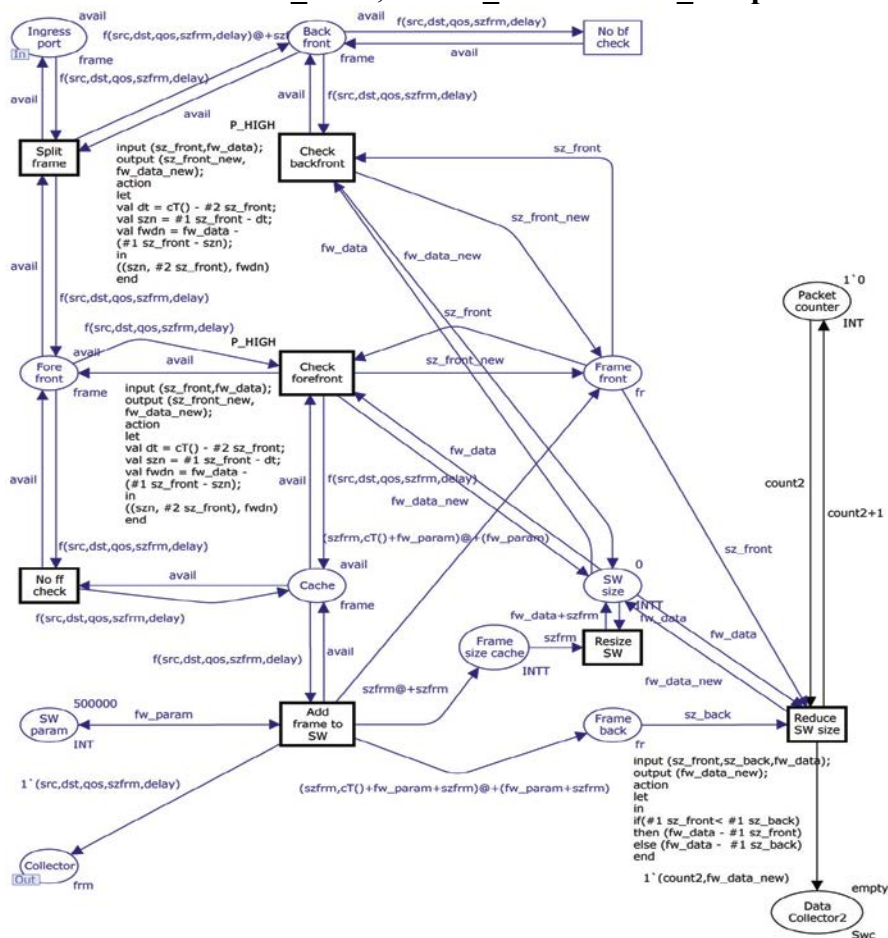 avail
avail
Ingress
port
In
f(src,dst,qos,szfrm,delay)@+szf
Back
front
avail
f(src,dst,qos,szfrm,delay)
avail
No bf
check
frame
frame
avail
f(src,dst,qos,szfrm,delay)
avail
avail
f(src,dst,qos,szfrm,delay)
P_HIGH
Split
frame
Check
backfront
sz_front
input (sz_front,fw_data);
output (sz_front_new,
fw_data_new);
action
let
val dt = cT() - #2 sz_front;
val szn = #1 sz_front - dt;
val fwdn = fw_data -
(#1 sz_front - szn);
in
((szn, #2 sz_front), fwdn)
end
sz_front_new
fw_data
fw_data_new
avail
f(src,dst,qos,szfrm,delay)
1`0
Packet
counter
INT
f(src,dst,qos,szfrm,delay)
P_HIGH
sz_front
Fore
front
avail
avail
frame
Check
forefront
sz_front_new
Frame
front
fr
input (sz_front,fw_data);
output (sz_front_new,
fw_data_new);
action
let
val dt = cT() - #2 sz_front;
val szn = #1 sz_front - dt;
val fwdn = fw_data -
(#1 sz_front - szn);
in
((szn, #2 sz_front), fwdn)
end
avail
f(src,dst,qos,szfrm,delay)
fw_data
f(src,dst,qos,szfrm,delay)
fw_data_new
avail
count2
count2+1
(szfrm,cT()+fw_param)@+(fw_param)
sz_front
No ff
check
avail
Cache
avail
frame
f(src,dst,qos,szfrm,delay)
0
SW
size
INTT
fw_data+szfrm
fw_data
fw_data
f(src,dst,qos,szfrm,delay)
avail
Frame
size cache
INTT
szfrm
Resize
SW
fw_data_new
szfrm@+szfrm
500000
SW
param
INT
fw_param
Add
frame to
SW
Frame
back
fr
sz_back
Reduce
SW size
(szfrm,cT()+fw_param+szfrm)@+(fw_param+szfrm)
1`(src,dst,qos,szfrm,delay)
input (sz_front,sz_back,fw_data);
output (fw_data_new);
action
let
in
if(#1 sz_front< #1 sz_back)
then (fw_data - #1 sz_front)
else (fw_data - #1 sz_back)
end
1`(count2,fw_data_new)
Collector
Out
frm
empty
Data
Collector2
Swc